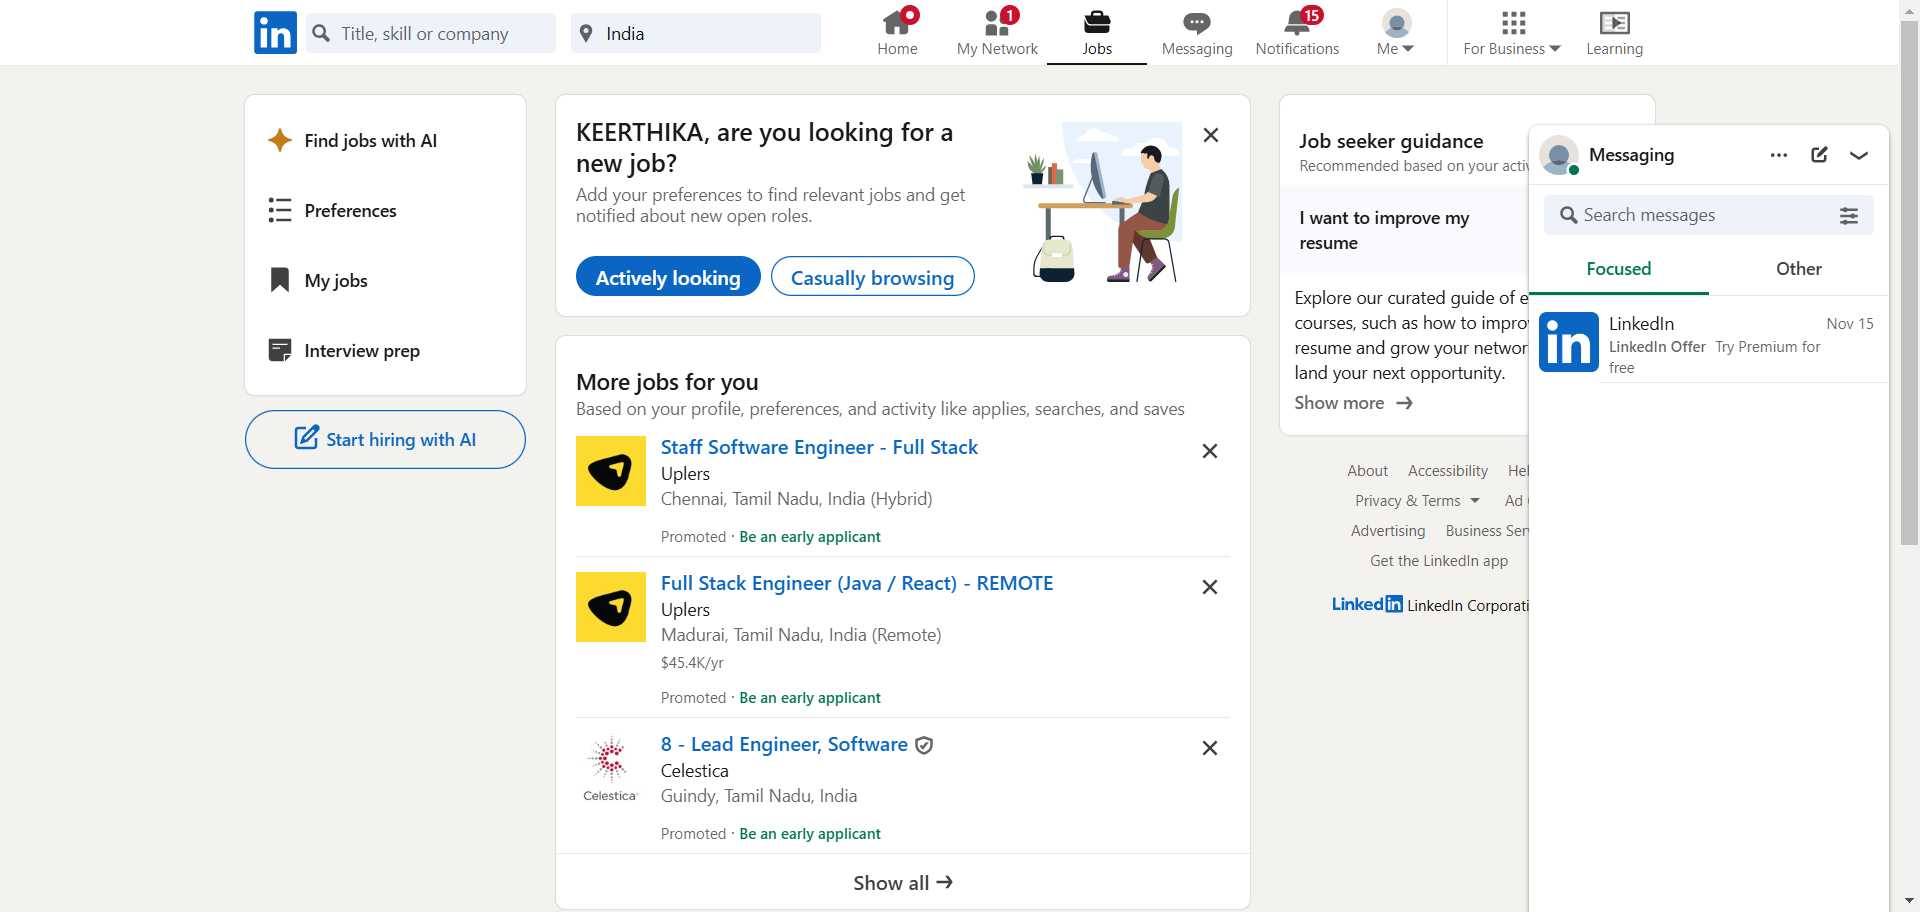 in
Title, skill or company
India
Home
1
My Network
Jobs
Messaging
15
Notifications
Me
For Business
Learning
Find jobs with AI
Preferences
My jobs
Interview prep
Start hiring with AI
KEERTHIKA, are you looking for a
new job?
Add your preferences to find relevant jobs and get
notified about new open roles.
Actively looking
Casually browsing
More jobs for you
Based on your profile, preferences, and activity like applies, searches, and saves
Staff Software Engineer - Full Stack
Uplers
Chennai, Tamil Nadu, India (Hybrid)
Promoted · Be an early applicant
Full Stack Engineer (Java / React) - REMOTE
Uplers
Madurai, Tamil Nadu, India (Remote)
$45.4K/yr
Promoted · Be an early applicant
8 - Lead Engineer, Software
Celestica
Celestica
Guindy, Tamil Nadu, India
Promoted · Be an early applicant
Show all
Job seeker guidance
Recommended based on your
I want to improve my
resume
Explore our curated guide of
courses, such as how to
resume and grow your
land your next opportunity.
Show more
About Accessibility
Privacy & Terms Ad
Advertising Business
Get the LinkedIn app
LinkedIn LinkedIn
Messaging
Search messages
Focused
Other
in
LinkedIn
Nov 15
LinkedIn Offer Try Premium for
free